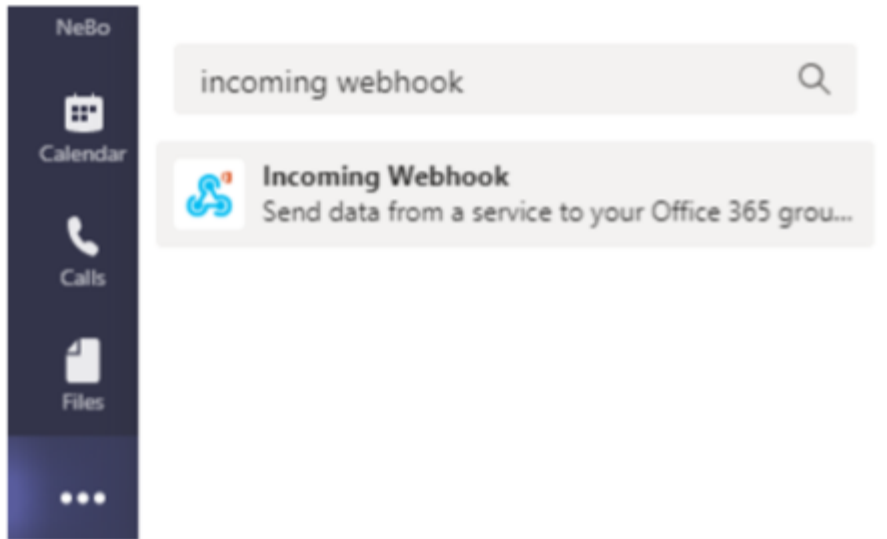 NeBo
Calendar
Calls
Files
incoming webhook
Incoming Webhook
Send data from a service to your Office 365 grou...